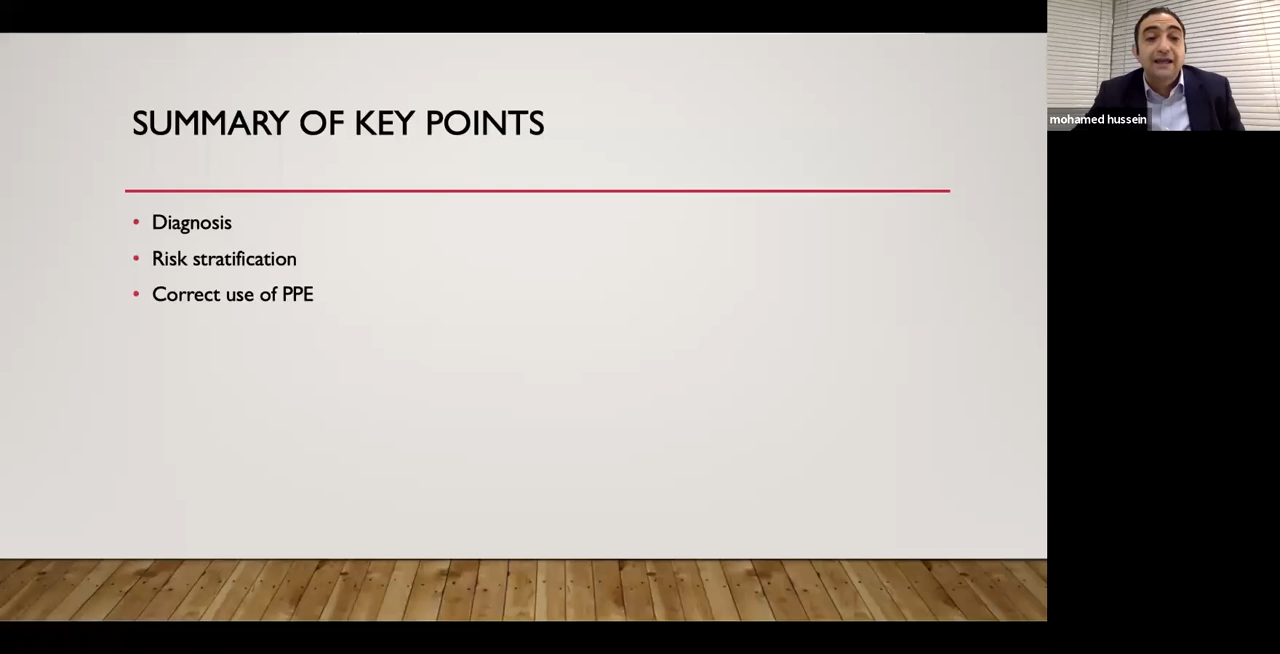 SUMMARY OF KEY POINTS
• Diagnosis
• Risk stratification
• Correct use of PPE
mohamed hussein